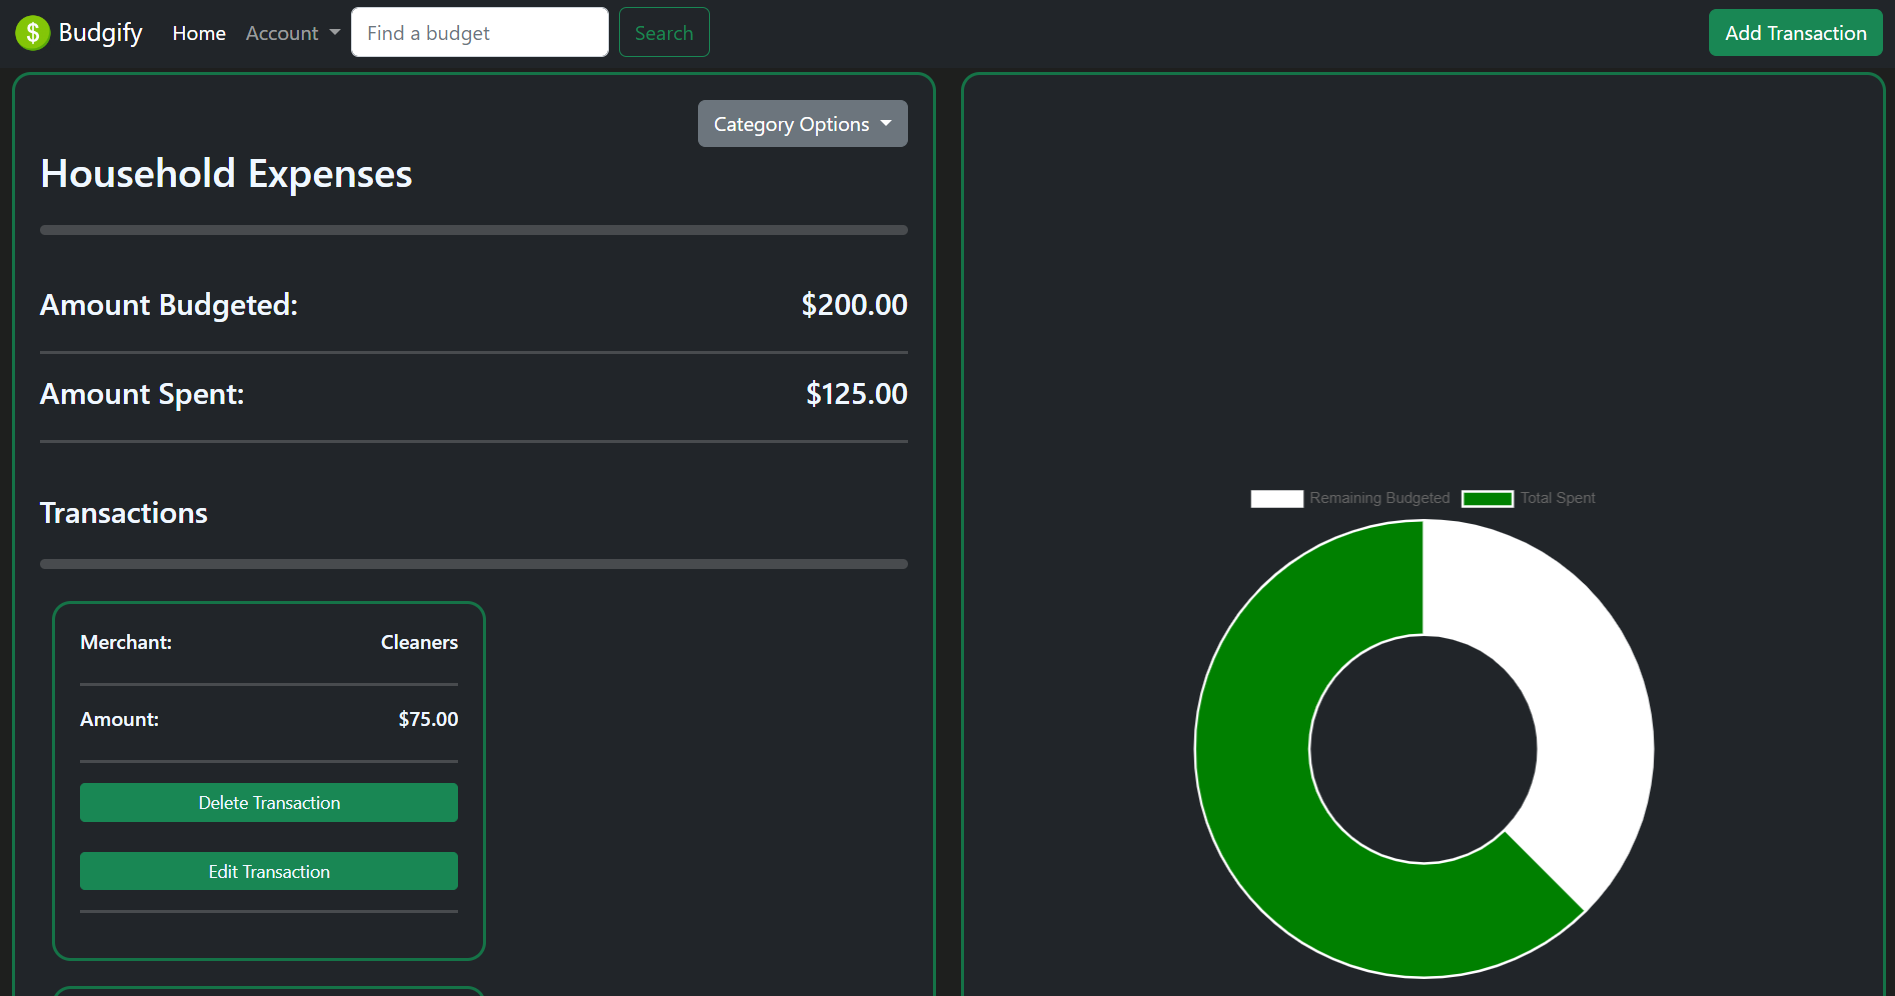 $ Budgify Home Account Find a budget Search Add Transaction
Category Options
Household Expenses
Amount Budgeted: $200.00
Amount Spent: $125.00
Transactions
Merchant: Cleaners
Amount: $75.00
Delete Transaction
Edit Transaction
Remaining Budgeted Total Spent